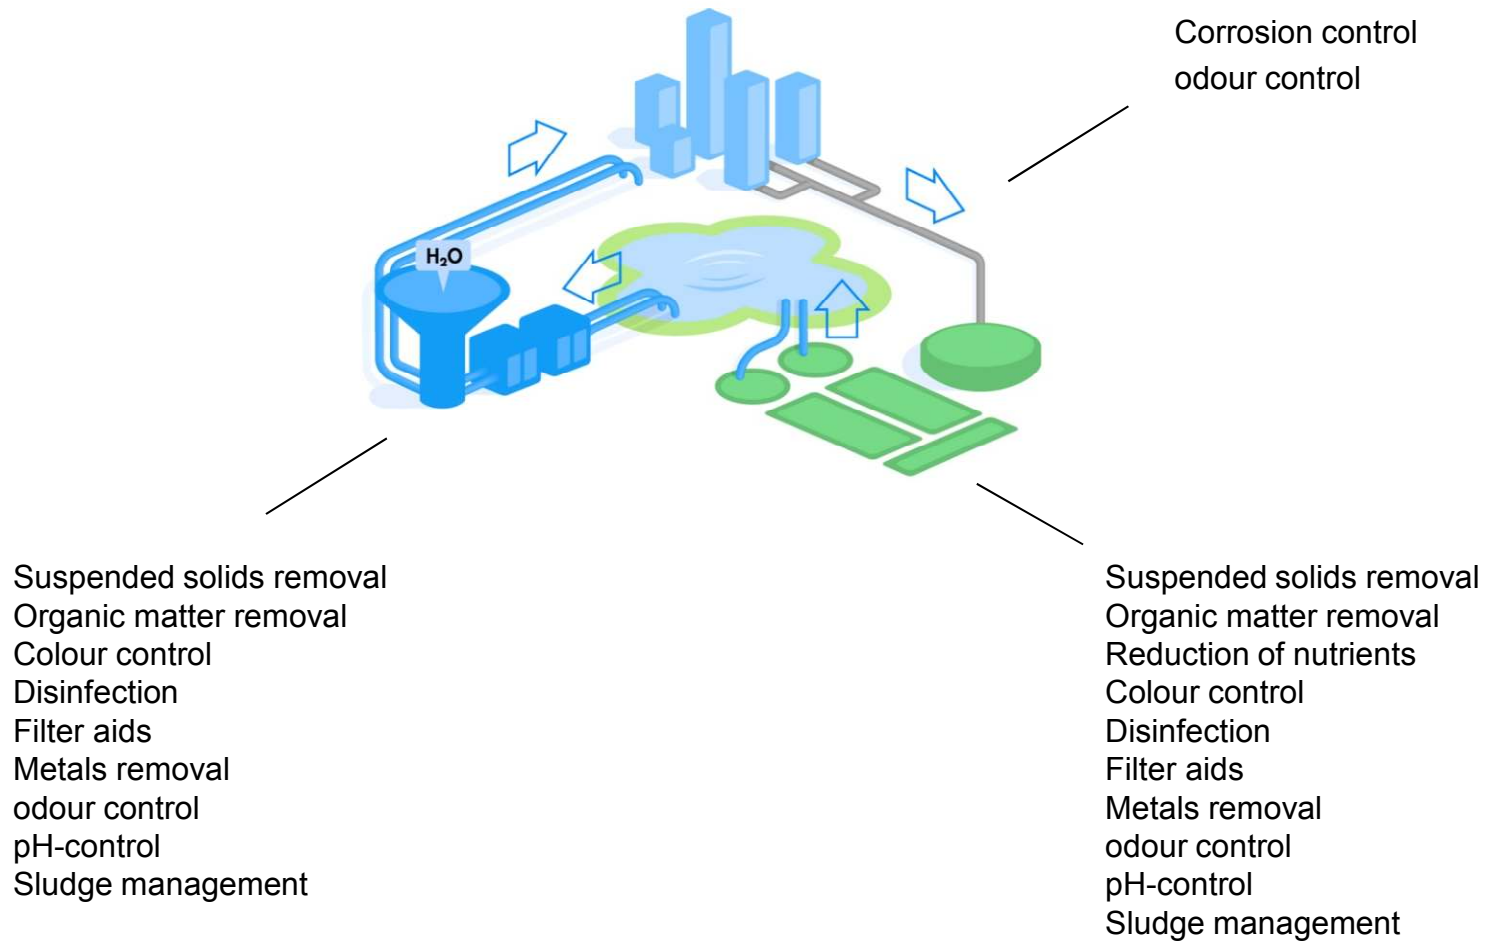 Corrosion control
odour control
H₂O
Suspended solids removal
Organic matter removal
Colour control
Disinfection
Filter aids
Metals removal
odour control
pH-control
Sludge management
Suspended solids removal
Organic matter removal
Reduction of nutrients
Colour control
Disinfection
Filter aids
Metals removal
odour control
pH-control
Sludge management